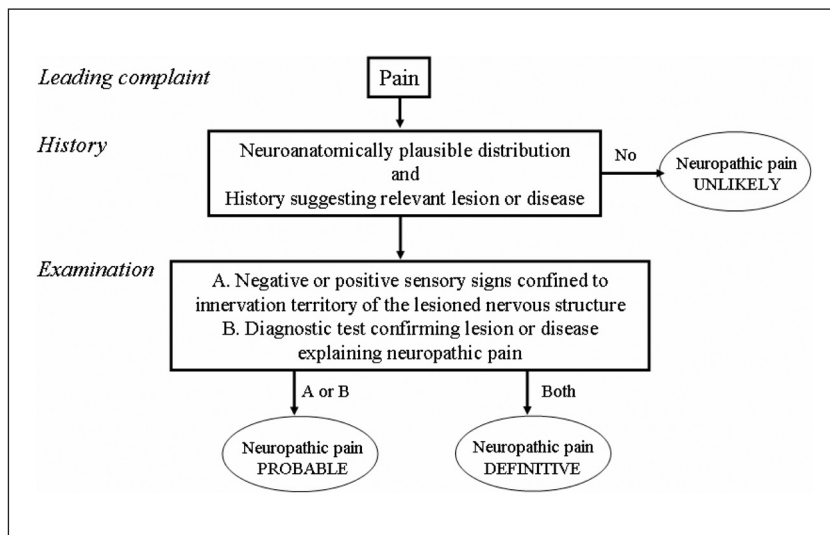 Leading complaint
Pain
History
Neuroanatomically plausible distribution
and
History suggesting relevant lesion or disease
No
Neuropathic pain
UNLIKELY
Examination
A. Negative or positive sensory signs confined to
innervation territory of the lesioned nervous structure
B. Diagnostic test confirming lesion or disease
explaining neuropathic pain
A or B
Both
Neuropathic pain
PROBABLE
Neuropathic pain
DEFINITIVE